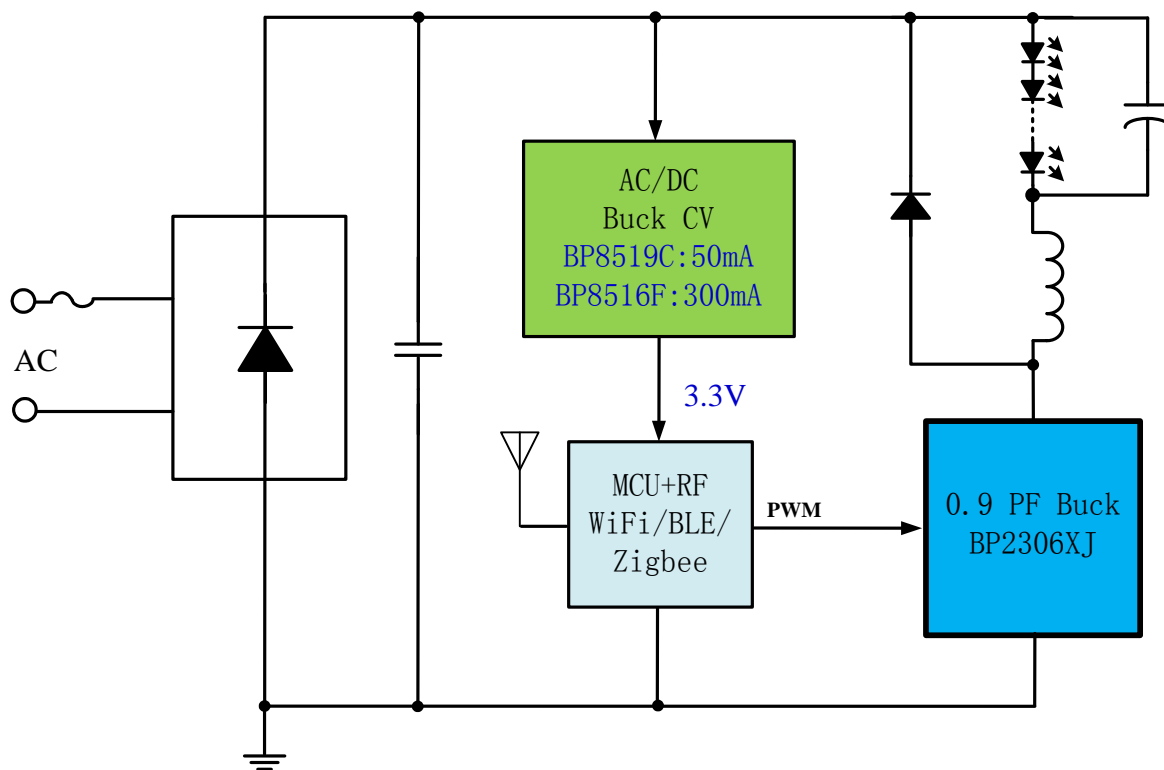 AC
AC/DC
Buck CV
BP8519C:50mA
BP8516F:300mA
3.3V
MCU+RF
WiFi/BLE/
Zigbee
PWM
0.9 PF Buck
BP2306XJ